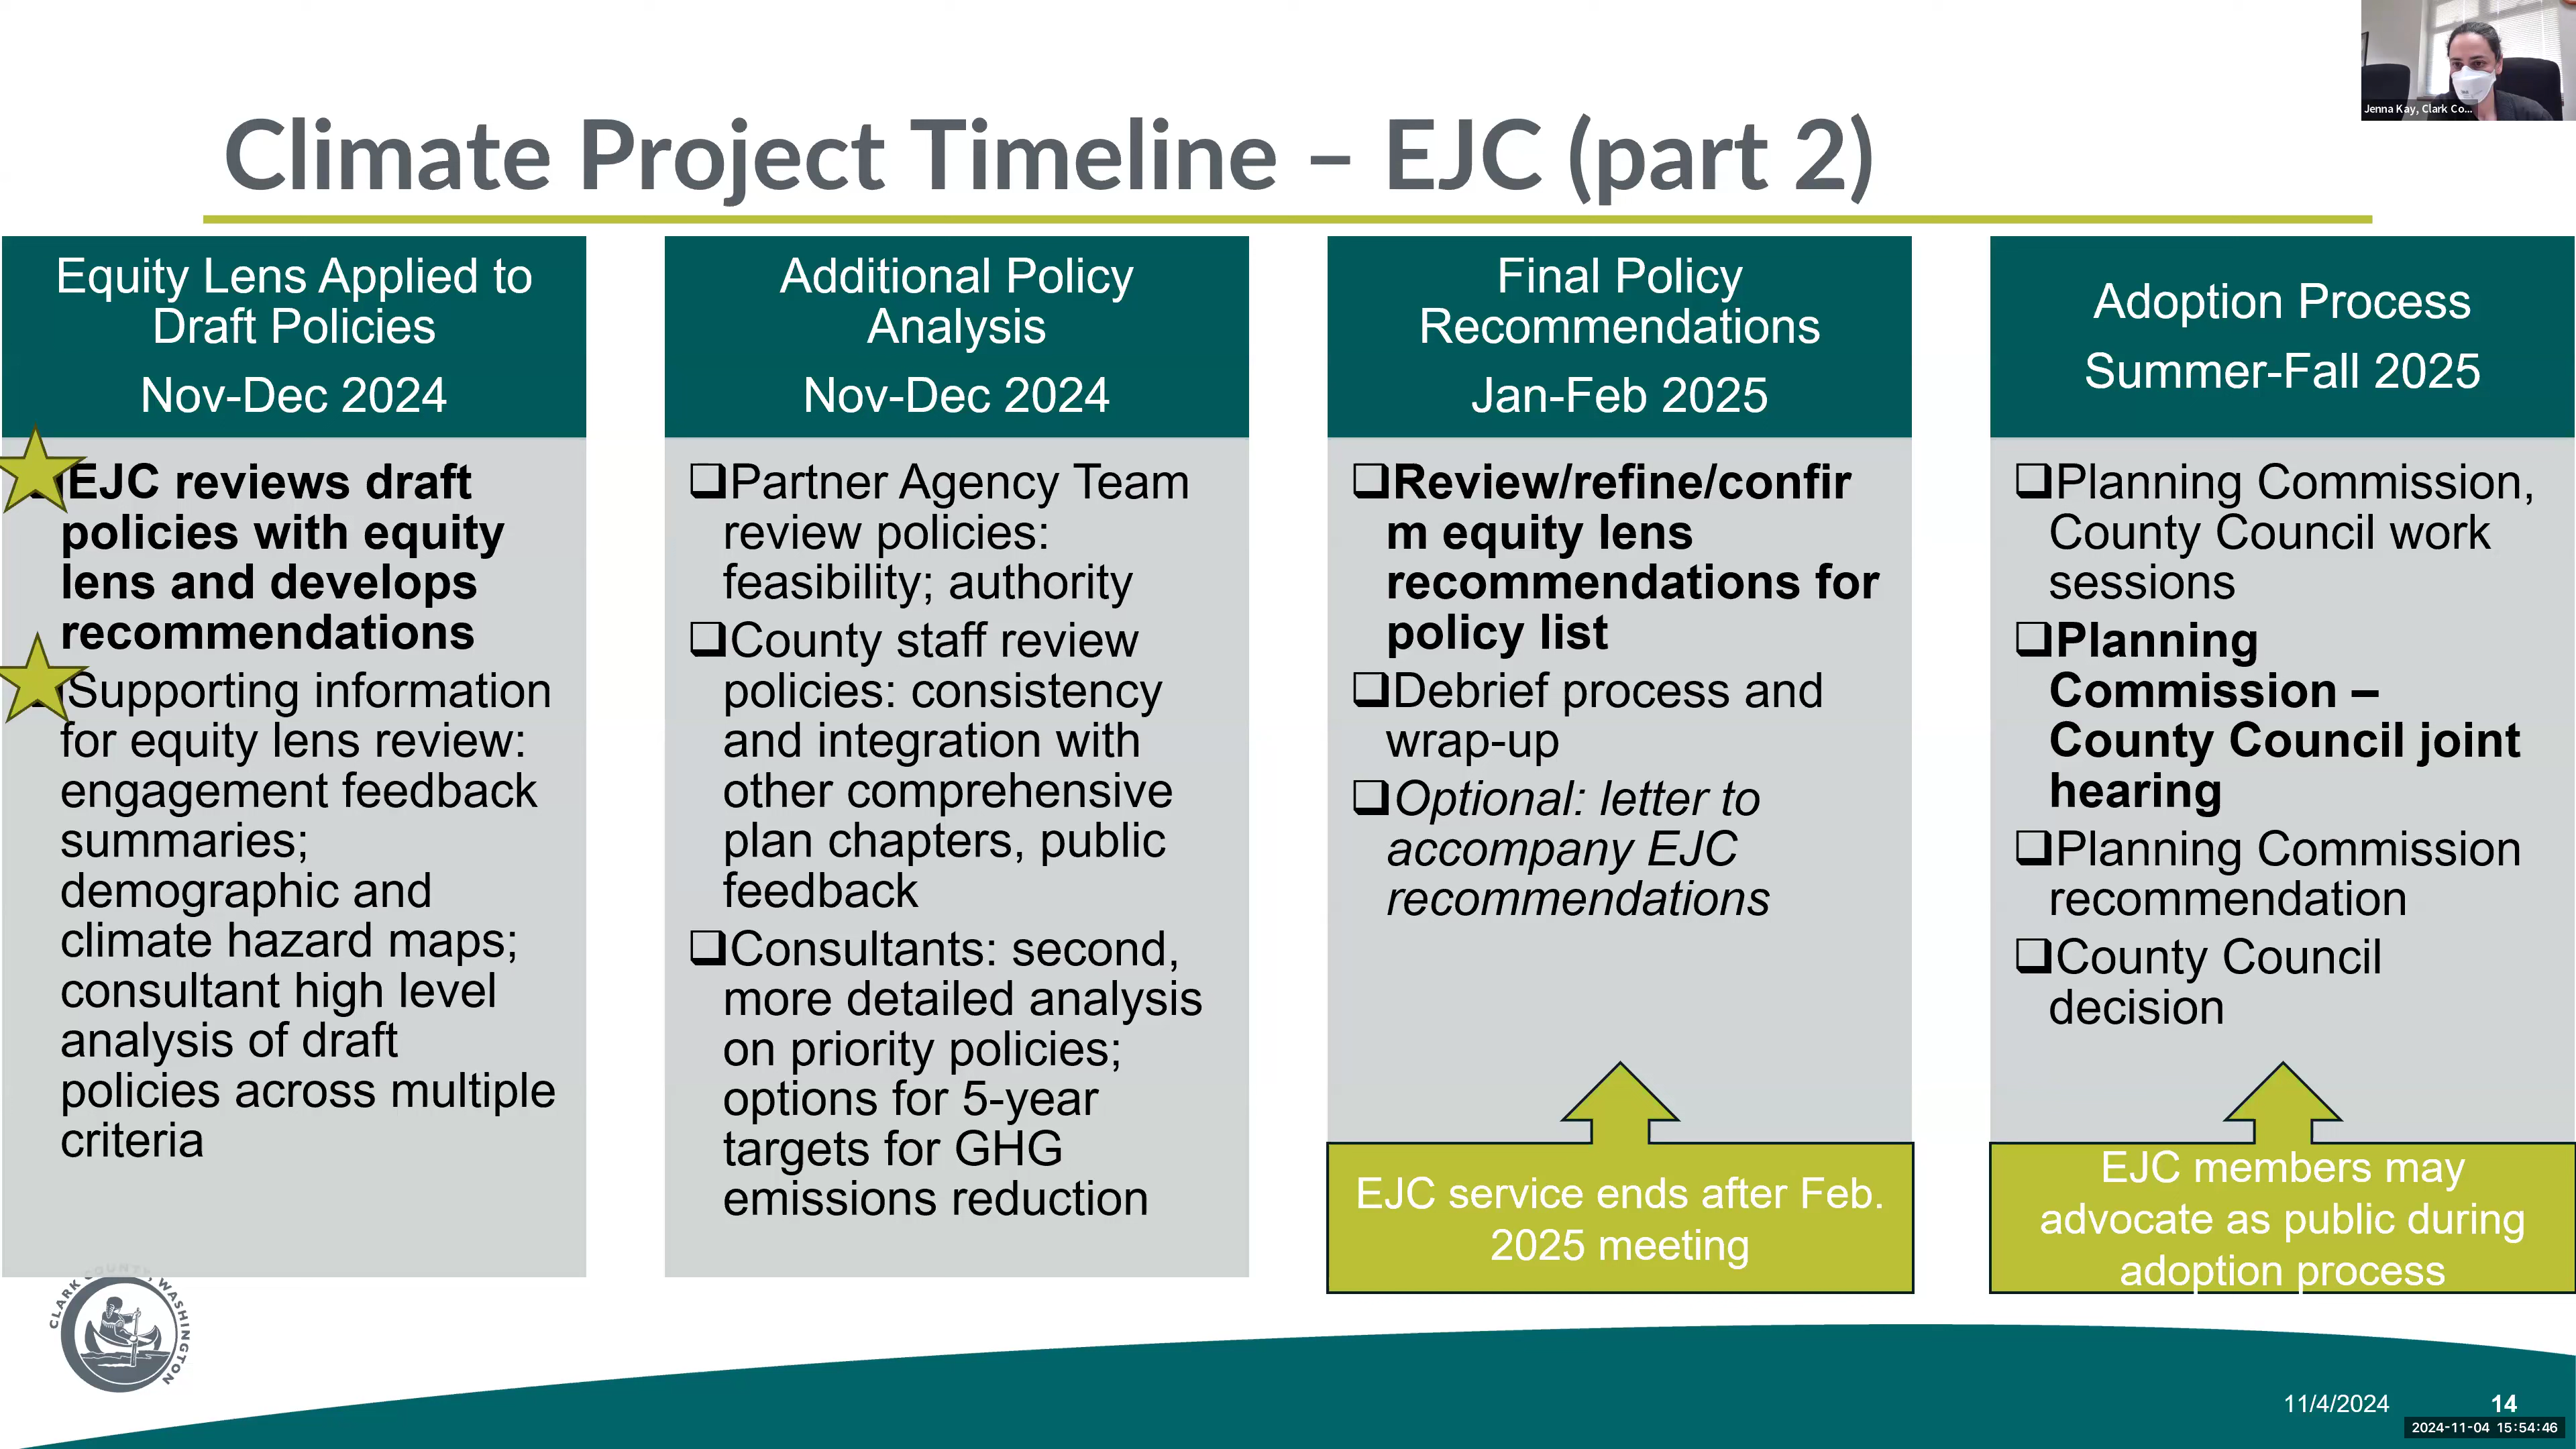 Jenna Kay, Clark Co...
Climate Project Timeline – EJC (part 2)
Equity Lens Applied to
Draft Policies
Nov-Dec 2024
EJC reviews draft
policies with equity
lens and develops
recommendations
Supporting information
for equity lens review:
engagement feedback
summaries;
demographic and
climate hazard maps;
consultant high level
analysis of draft
policies across multiple
criteria
Additional Policy
Analysis
Nov-Dec 2024
❑Partner Agency Team
review policies:
feasibility; authority
❑County staff review
policies: consistency
and integration with
other comprehensive
plan chapters, public
feedback
❑Consultants: second,
more detailed analysis
on priority policies;
options for 5-year
targets for GHG
emissions reduction
Final Policy
Recommendations
Jan-Feb 2025
❑Review/refine/confir
m equity lens
recommendations for
policy list
❑Debrief process and
wrap-up
❑Optional: letter to
accompany EJC
recommendations
EJC service ends after Feb.
2025 meeting
Adoption Process
Summer-Fall 2025
❑Planning Commission,
County Council work
sessions
❑Planning
Commission –
County Council joint
hearing
❑Planning Commission
recommendation
❑County Council
decision
EJC members may
advocate as public during
adoption process
CLARK COUNTY, WASHINGTON
11/4/2024
14
2024-11-04 15:54:46